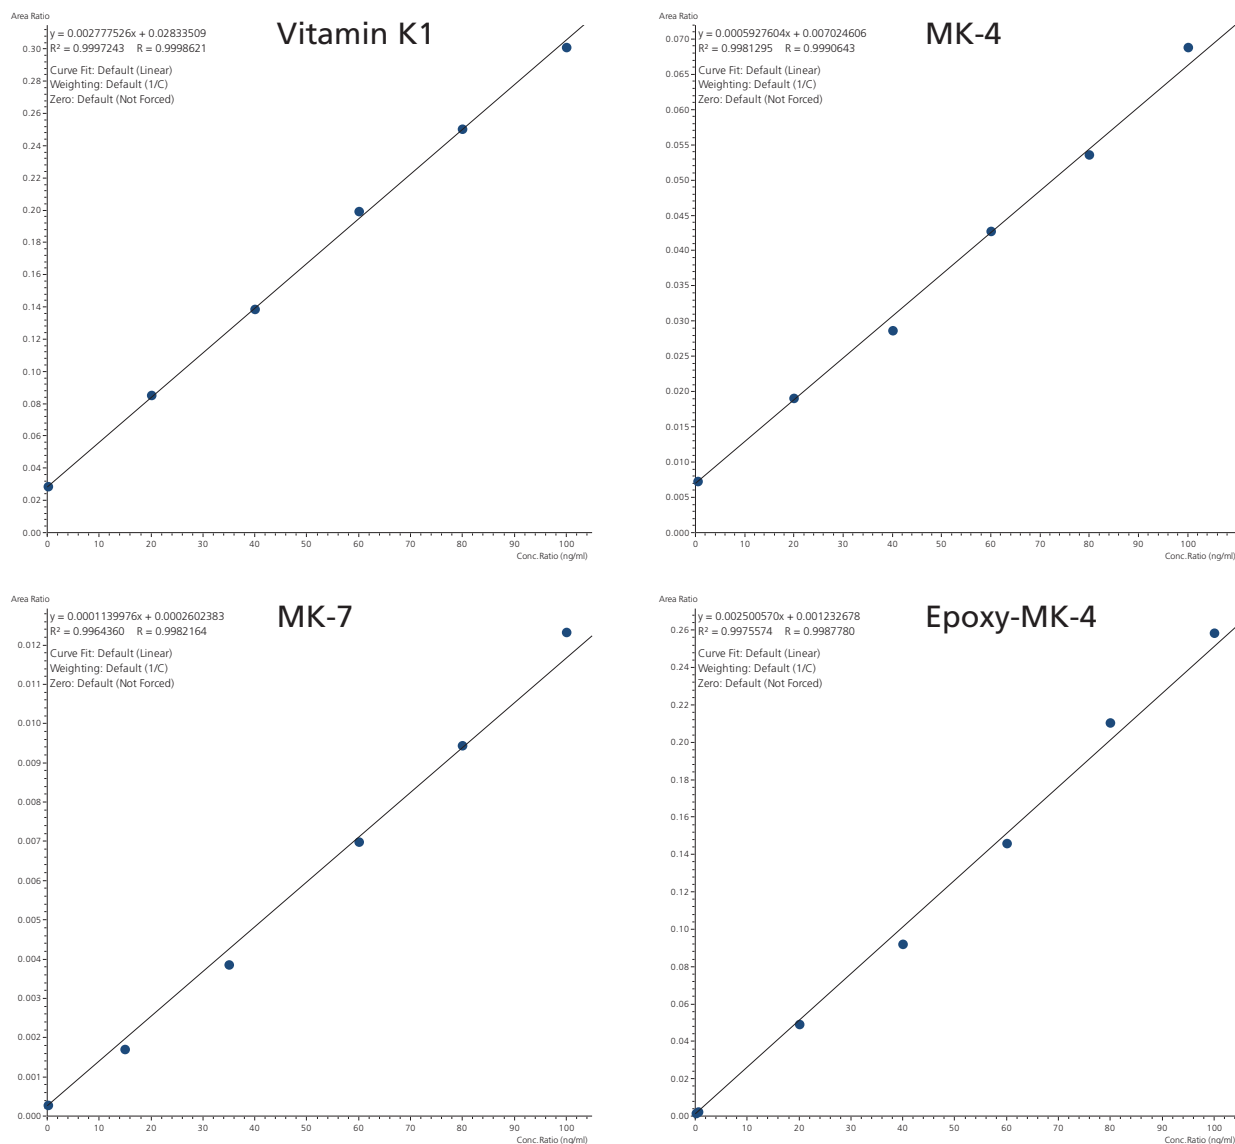 Area Ratio
Vitamin K1
y = 0.002777526x + 0.02833509
R² = 0.9997243 R = 0.9998621
Curve Fit: Default (Linear)
Weighting: Default (1/C)
Zero: Default (Not Forced)
0.30
0.28
0.26
0.24
0.22
0.20
0.18
0.16
0.14
0.12
0.10
0.08
0.06
0.04
0.02
0.00
0 10 20 30 40 50 60 70 80 90 100
Conc.Ratio (ng/ml)
Area Ratio
MK-4
y = 0.0005927604x + 0.007024606
R² = 0.9981295 R = 0.9990643
Curve Fit: Default (Linear)
Weighting: Default (1/C)
Zero: Default (Not Forced)
0.070
0.065
0.060
0.055
0.050
0.045
0.040
0.035
0.030
0.025
0.020
0.015
0.010
0.005
0.000
0 10 20 30 40 50 60 70 80 90 100
Conc.Ratio (ng/ml)
Area Ratio
MK-7
y = 0.0001139976x + 0.0002602383
R² = 0.9964360 R = 0.9982164
Curve Fit: Default (Linear)
Weighting: Default (1/C)
Zero: Default (Not Forced)
0.012
0.011
0.010
0.009
0.008
0.007
0.006
0.005
0.004
0.003
0.002
0.001
0.000
0 10 20 30 40 50 60 70 80 90 100
Conc.Ratio (ng/ml)
Area Ratio
Epoxy-MK-4
y = 0.002500570x + 0.001232678
R² = 0.9975574 R = 0.9987780
Curve Fit: Default (Linear)
Weighting: Default (1/C)
Zero: Default (Not Forced)
0.26
0.24
0.22
0.20
0.18
0.16
0.14
0.12
0.10
0.08
0.06
0.04
0.02
0.00
0 10 20 30 40 50 60 70 80 90 100
Conc.Ratio (ng/ml)